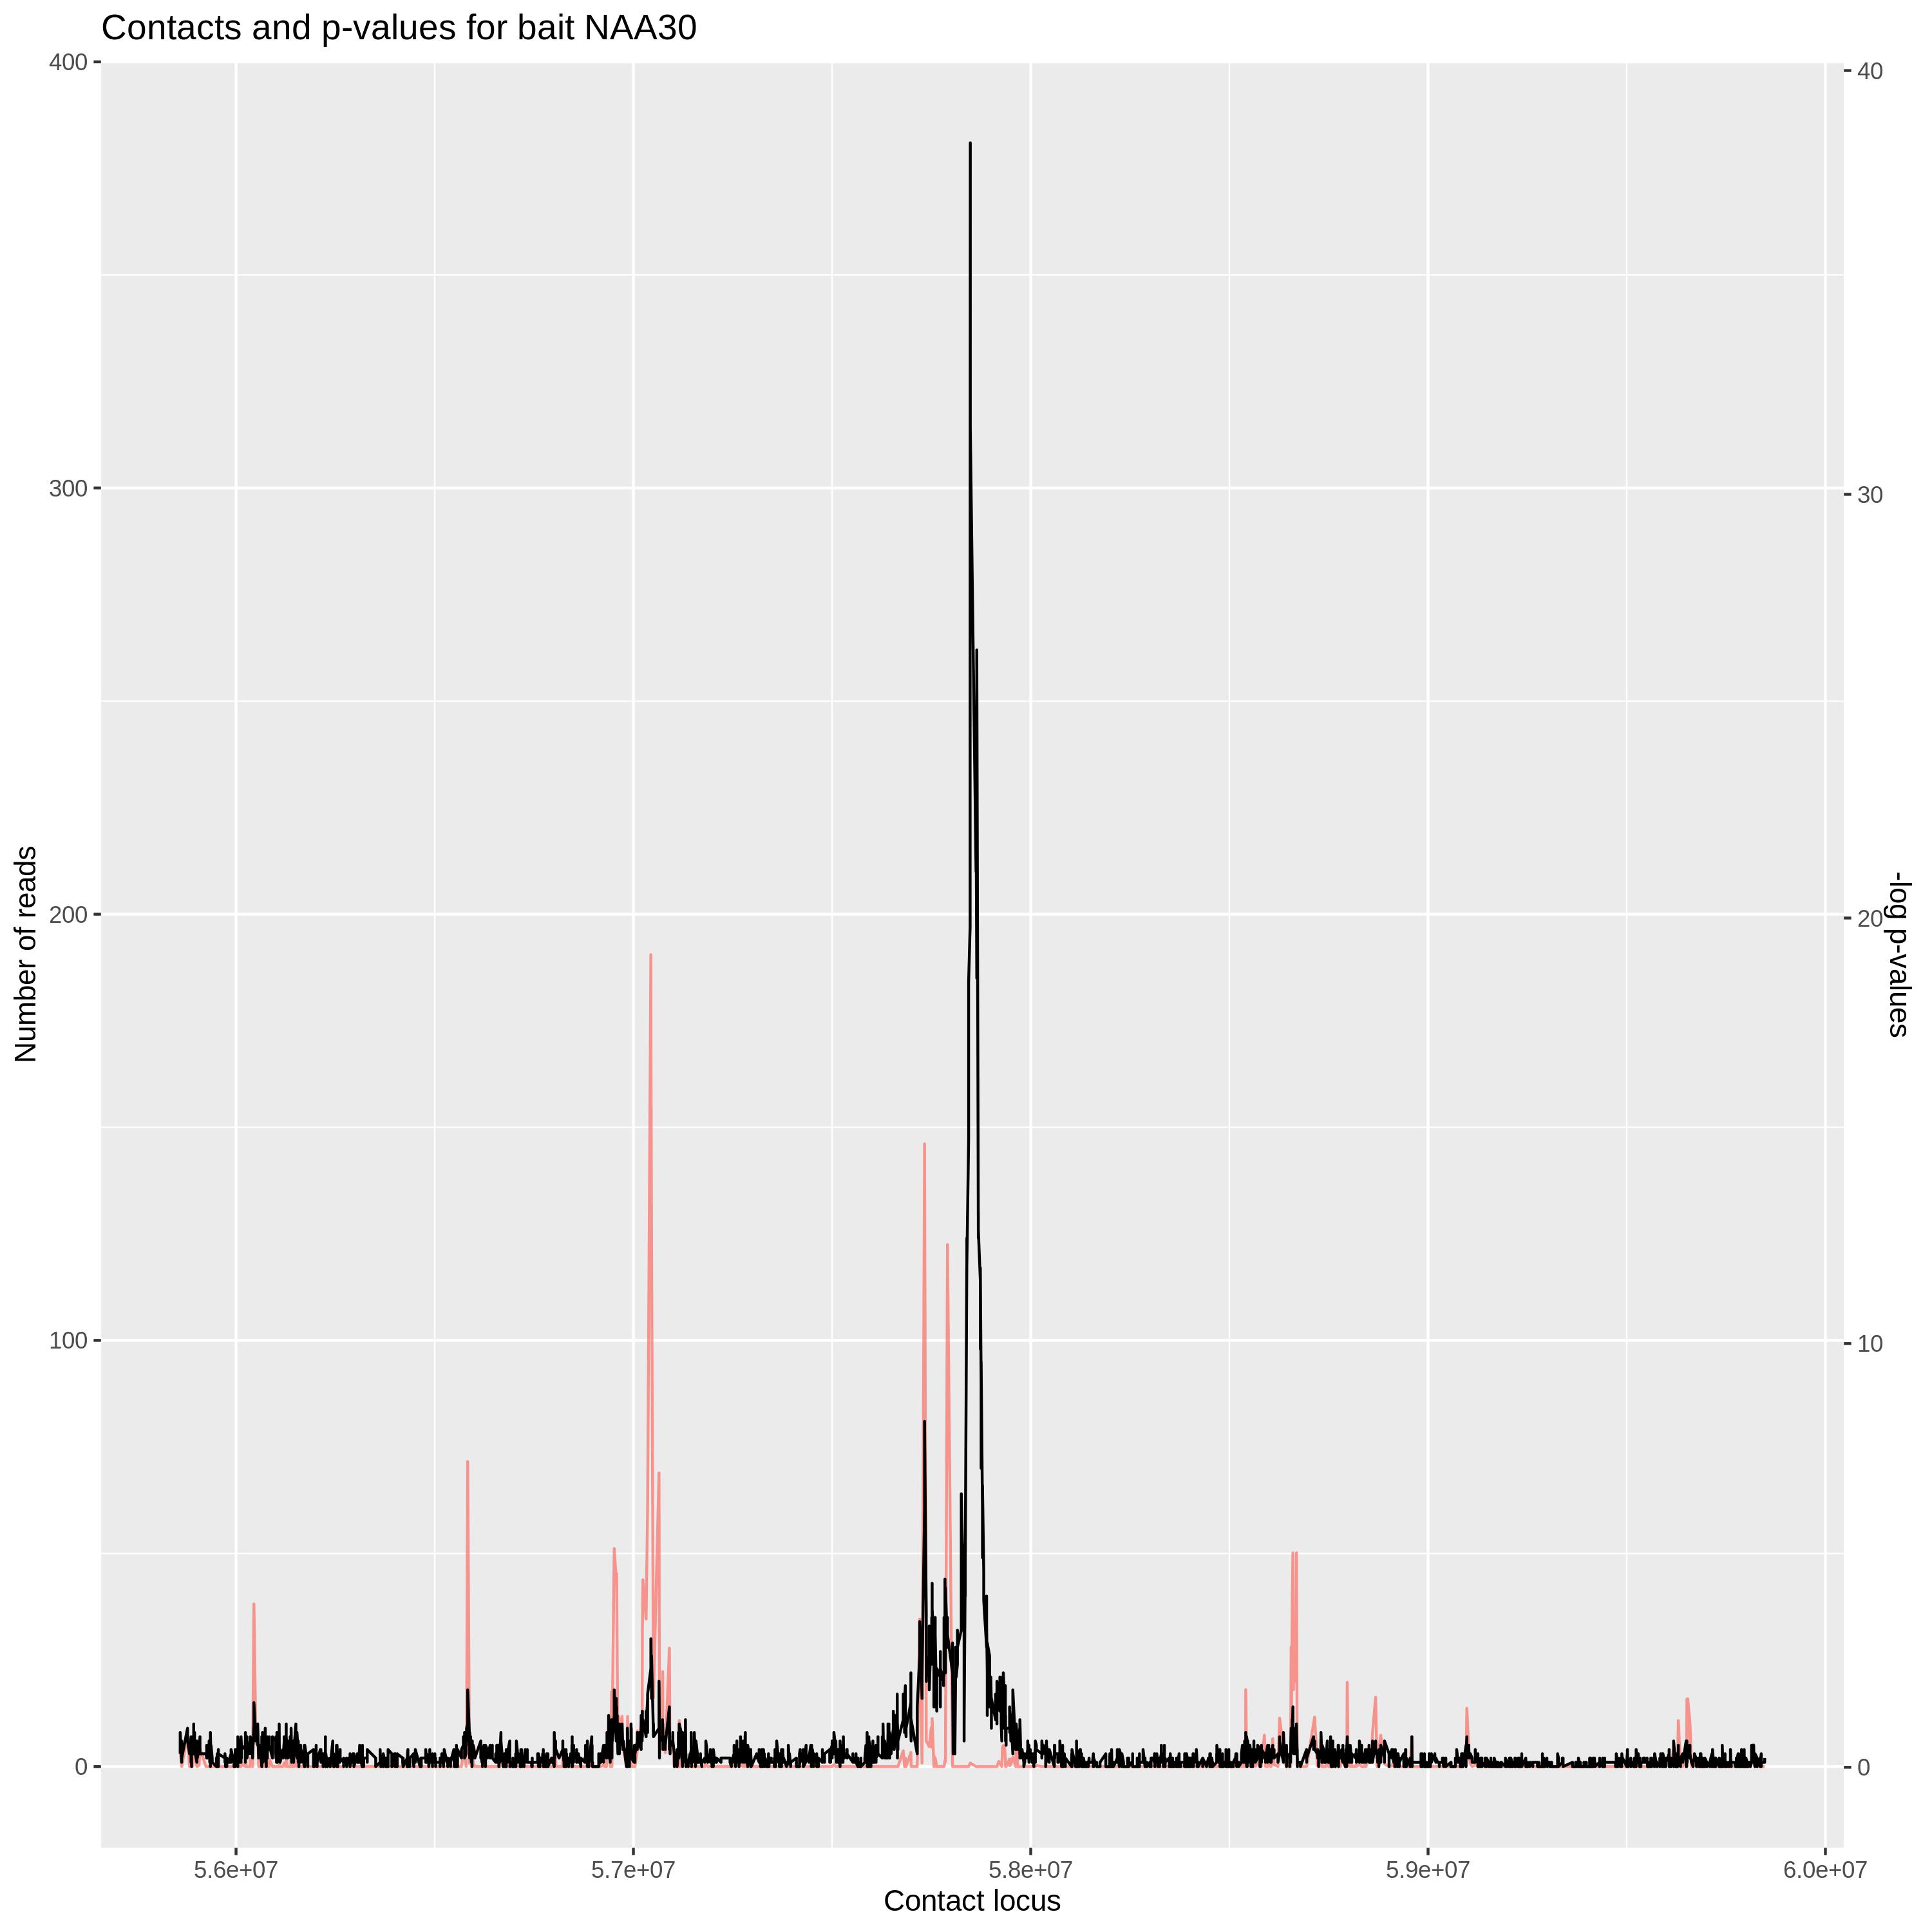 Contacts and p-values for bait NAA30
400
300
200
100
0
Number of reads
40
30
20
10
0
-log p-values
5.6e+07
5.7e+07
5.8e+07
5.9e+07
6.0e+07
Contact locus